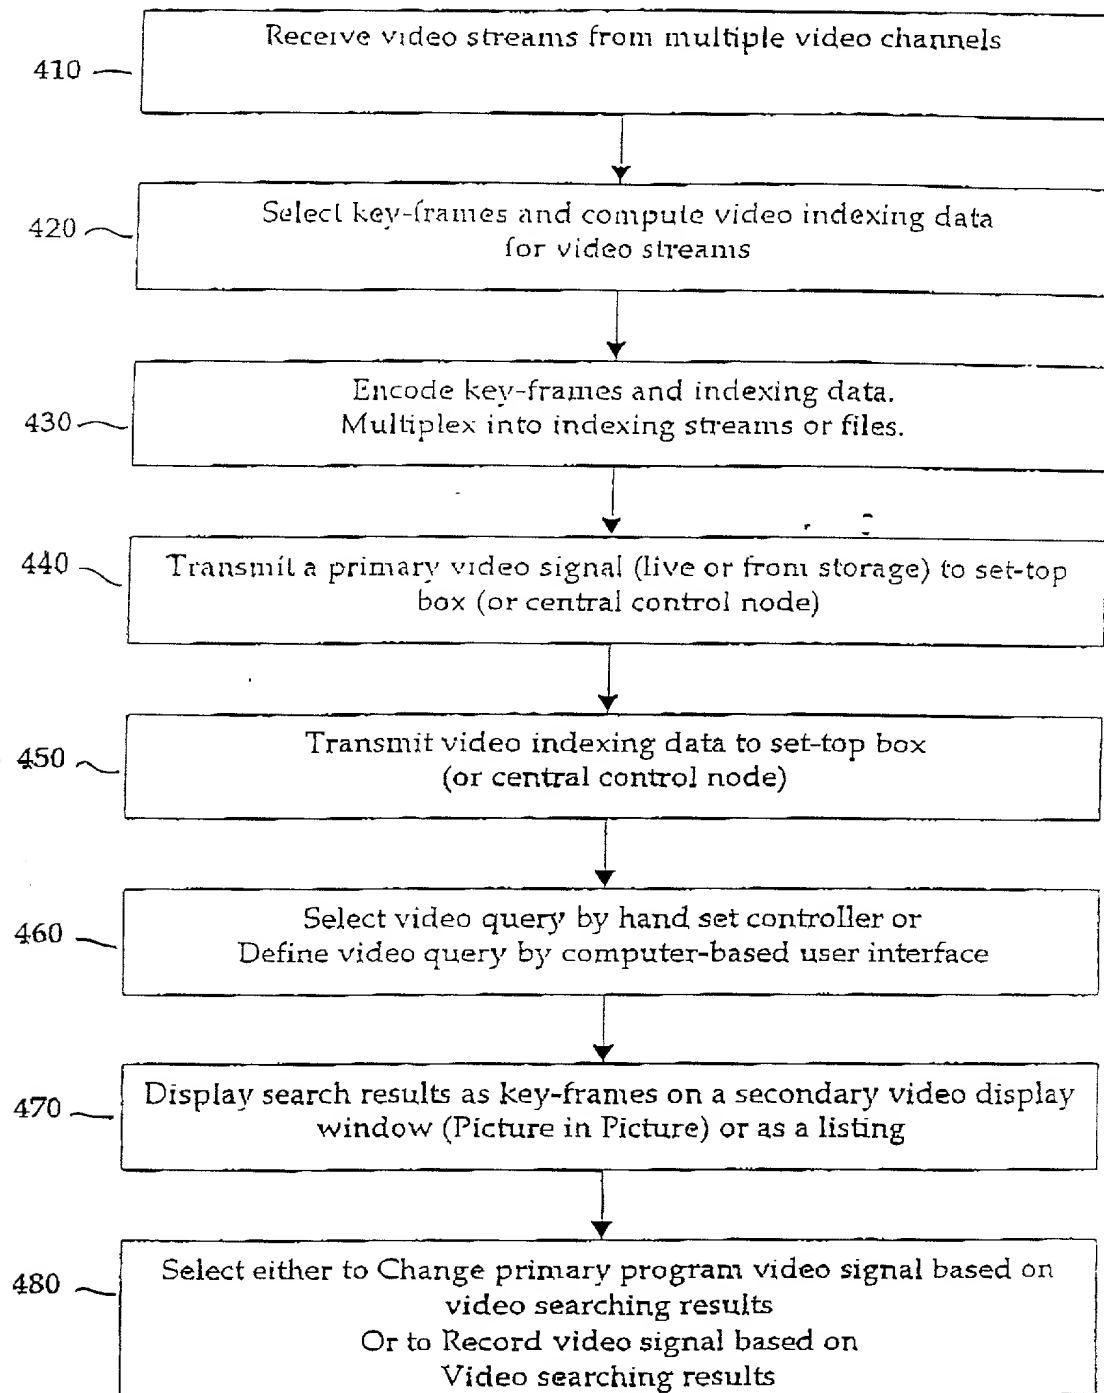 Receive video streams from multiple video channels
410
Select key-frames and compute video indexing data
for video streams
420
Encode key-frames and indexing data.
Multiplex into indexing streams or files.
430
440
Transmit a primary video signal (live or from storage) to set-top
box (or central control node)
Transmit video indexing data to set-top box
(or central control node)
450
Select video query by hand set controller or
Define video query by computer-based user interface
460
Display search results as key-frames on a secondary video display
window (Picture in Picture) or as a listing
470
Select either to Change primary program video signal based on
video searching results
Or to Record video signal based on
Video searching results
480